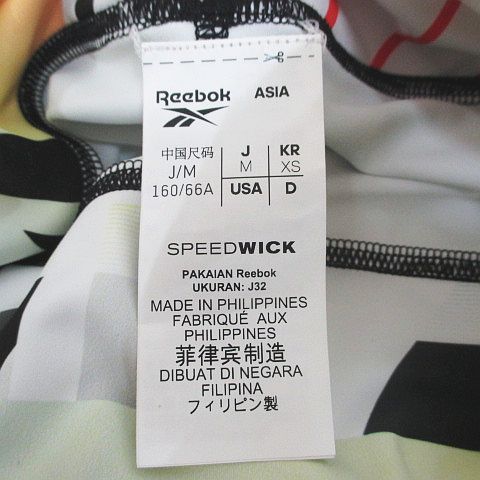 Reebok ASIA
中国尺码 J KR
J/M M XS
160/66A USA D
SPEEDWICK
PAKAIAN Reebok
UKURAN: J32
MADE IN PHILIPPINES
FABRIQUÉ AUX
PHILIPPINES
菲律宾制造
DIBUAT DI NEGARA
FILIPINA
フィリピン製